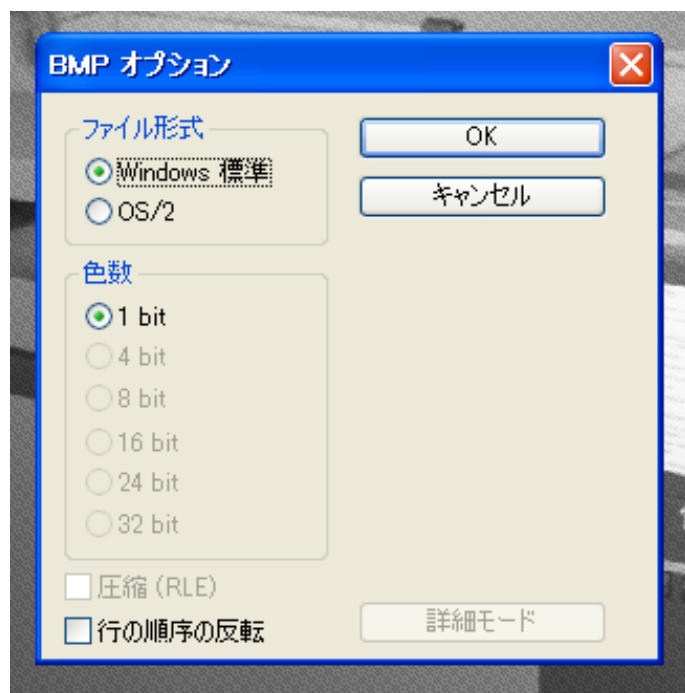 BMP オプション
ファイル形式
Windows 標準
OS/2
OK
キャンセル
色数
1 bit
4 bit
8 bit
16 bit
24 bit
32 bit
圧縮 (RLE)
行の順序の反転
詳細モード